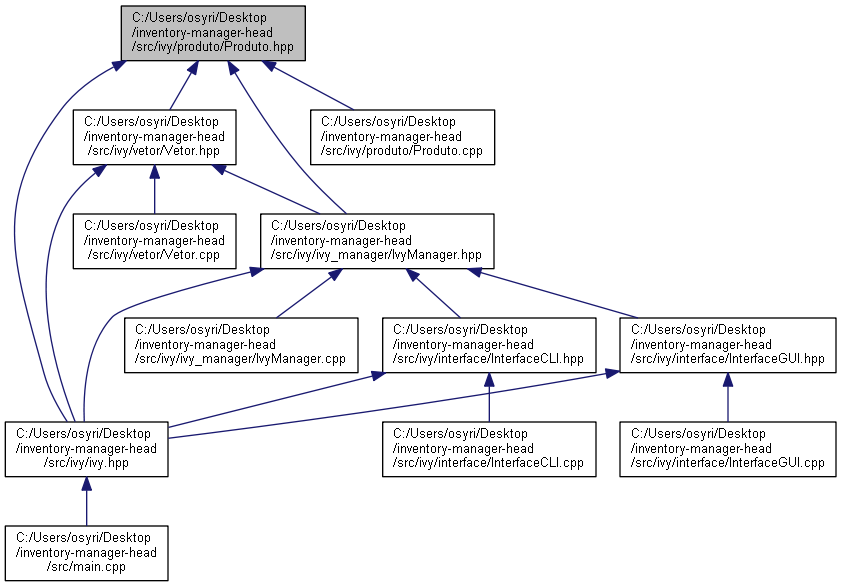 C:/Users/osyri/Desktop
/inventory-manager-head
/src/ivy/produto/Produto.hpp
C:/Users/osyri/Desktop
/inventory-manager-head
/src/ivy/vetor/Vetor.hpp
C:/Users/osyri/Desktop
/inventory-manager-head
/src/ivy/produto/Produto.cpp
C:/Users/osyri/Desktop
/inventory-manager-head
/src/ivy/vetor/Vetor.cpp
C:/Users/osyri/Desktop
/inventory-manager-head
/src/ivy/ivy_manager/IvyManager.hpp
C:/Users/osyri/Desktop
/inventory-manager-head
/src/ivy/ivy_manager/IvyManager.cpp
C:/Users/osyri/Desktop
/inventory-manager-head
/src/ivy/interface/InterfaceCLI.hpp
C:/Users/osyri/Desktop
/inventory-manager-head
/src/ivy/interface/InterfaceGUI.hpp
C:/Users/osyri/Desktop
/inventory-manager-head
/src/ivy/ivy.hpp
C:/Users/osyri/Desktop
/inventory-manager-head
/src/ivy/interface/InterfaceCLI.cpp
C:/Users/osyri/Desktop
/inventory-manager-head
/src/ivy/interface/InterfaceGUI.cpp
C:/Users/osyri/Desktop
/inventory-manager-head
/src/main.cpp